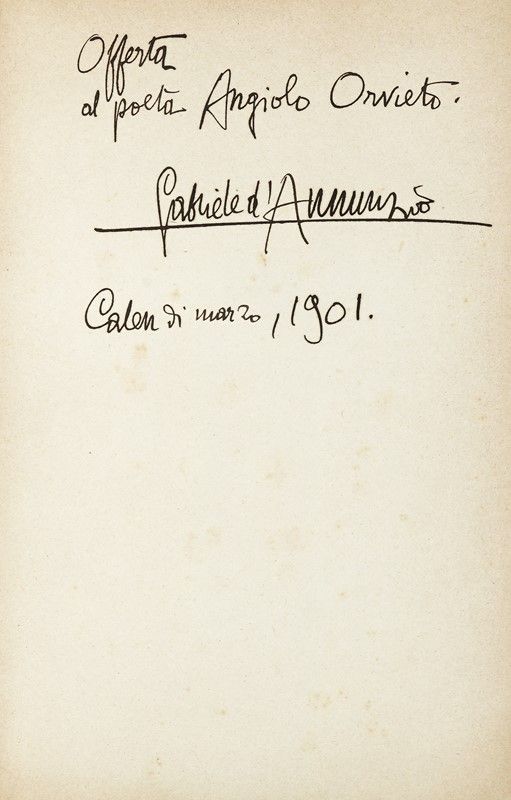 Offerta
al poeta Angiolo Orvieto.
Gabriele d'Annunzio
Calen di marzo, 1901.